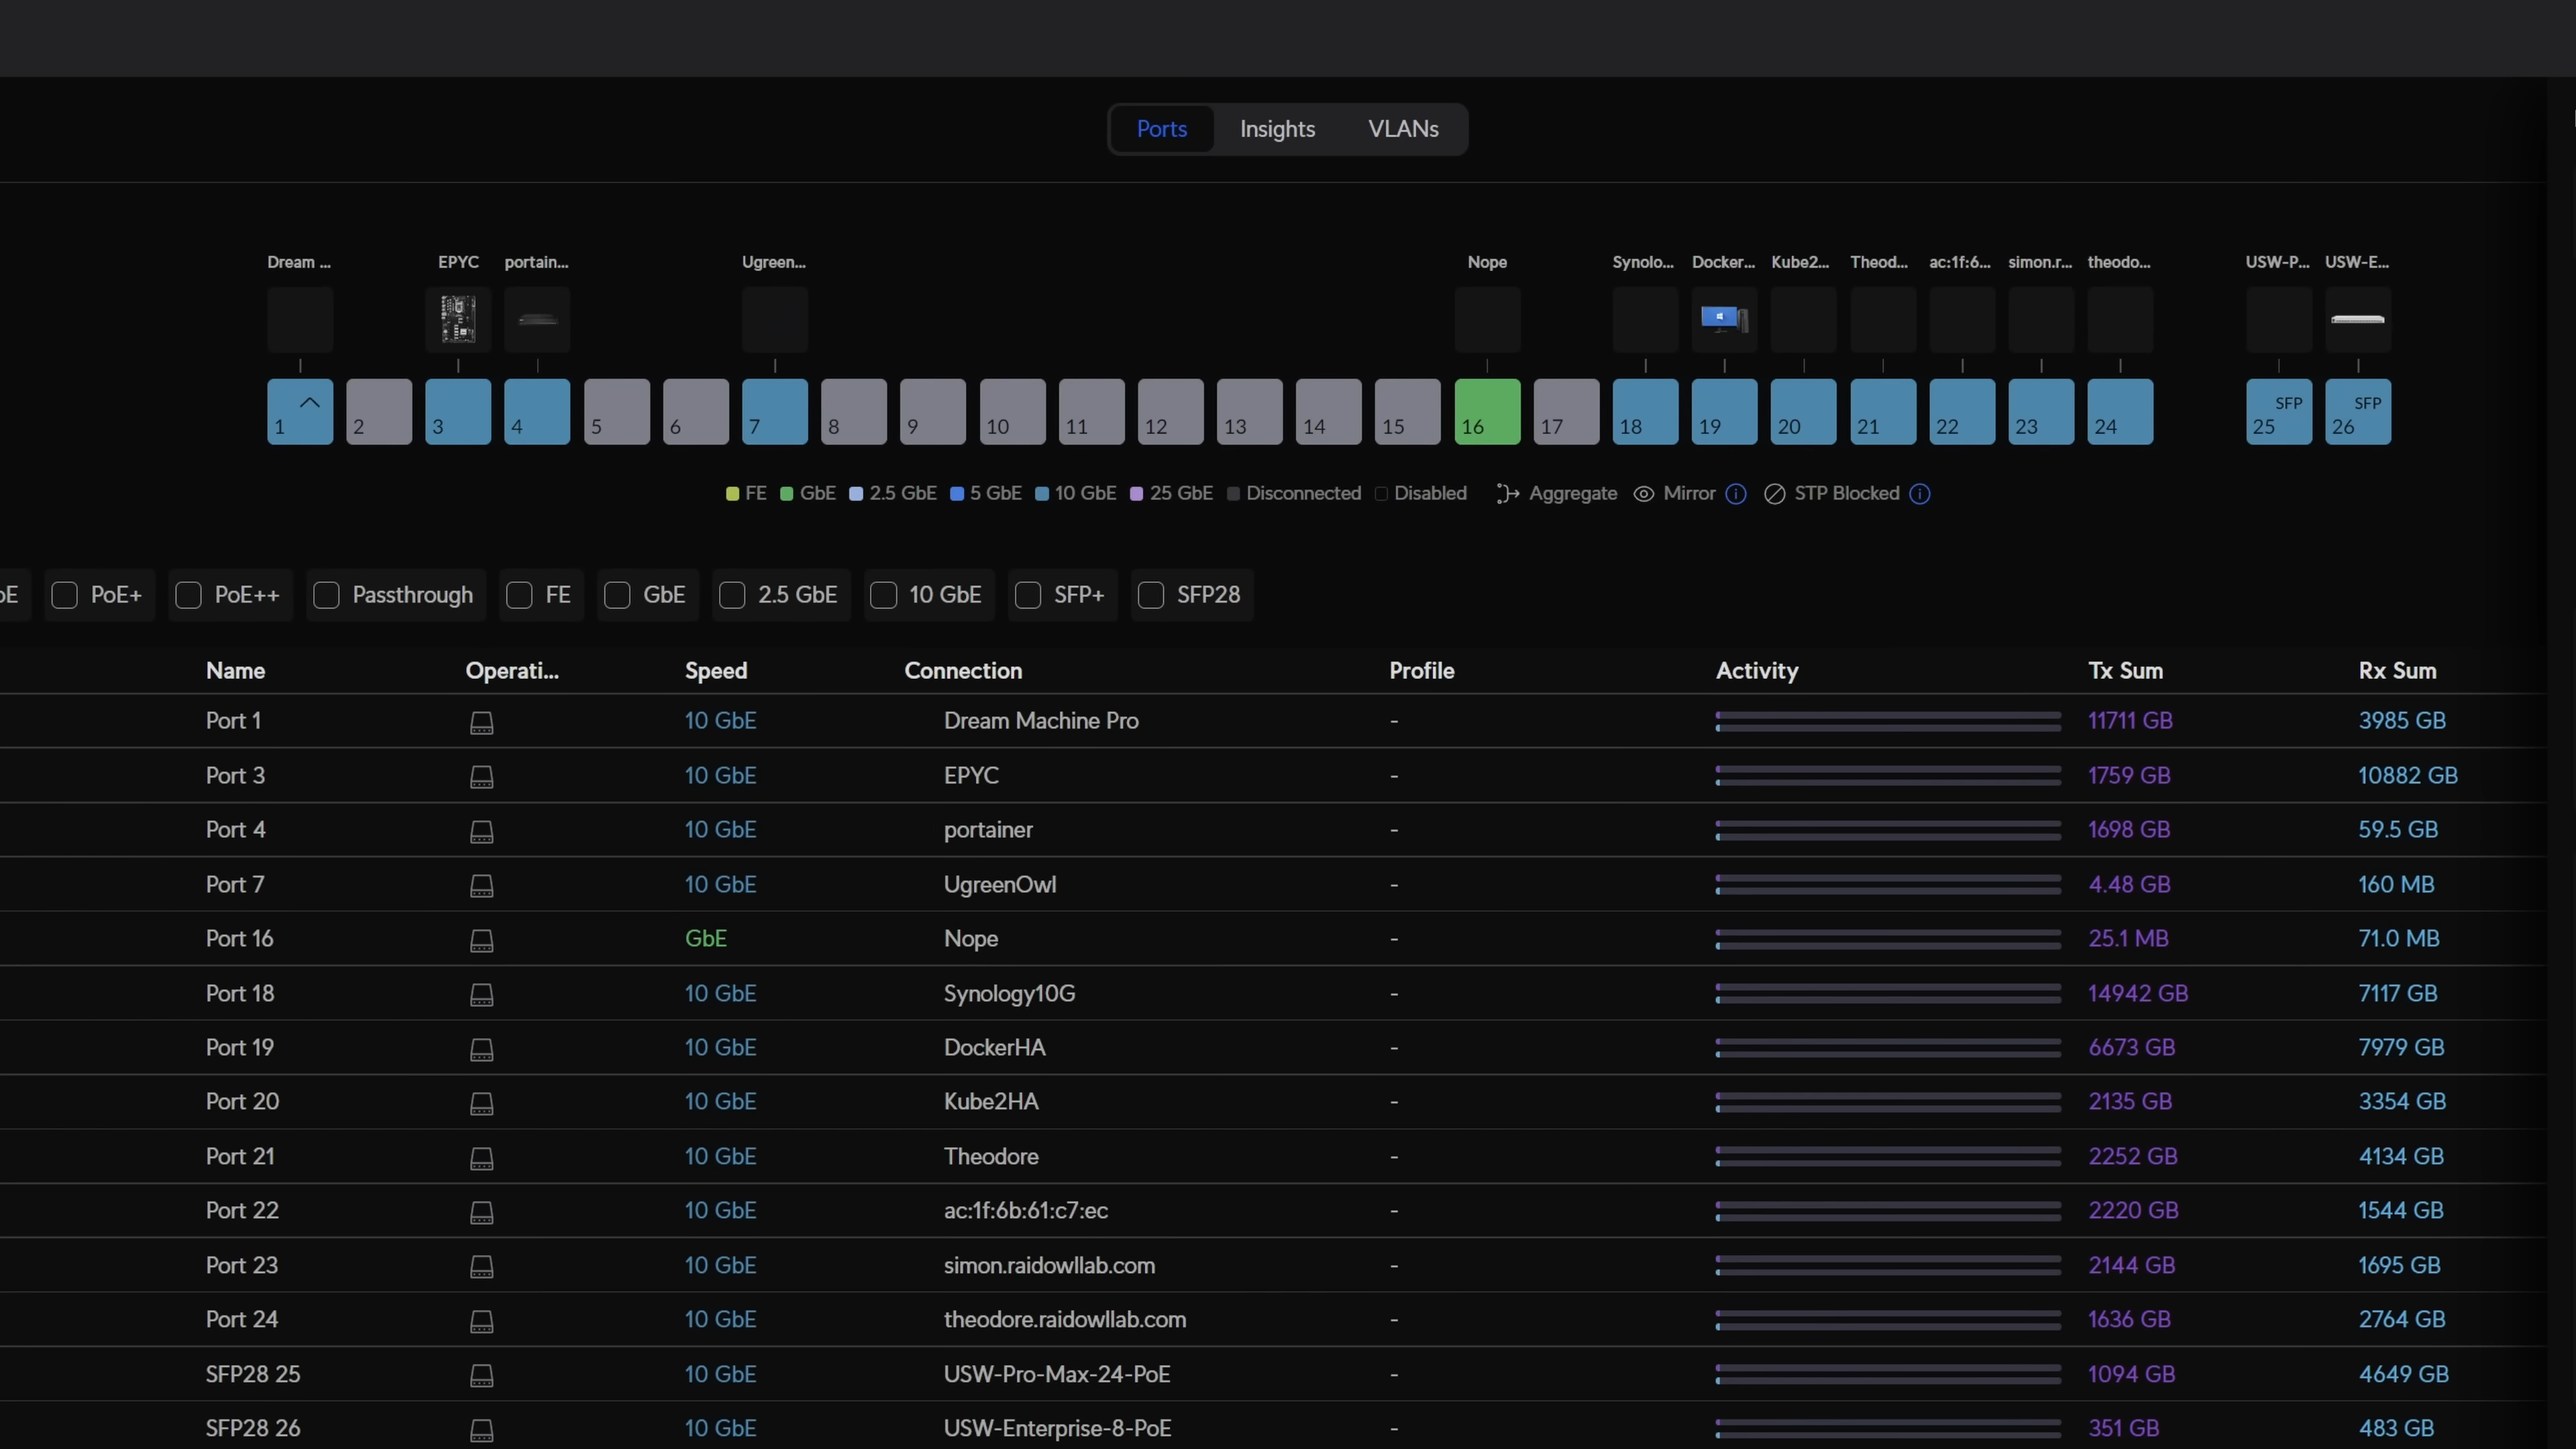 Ports Insights VLANs
Dream ... EPYC portain... Ugreen... Nope Synolo... Docker... Kube2... Theod... ac:1f:6... simon.r... theodo... USW-P... USW-E...
1 2 3 4 5 6 7 8 9 10 11 12 13 14 15 16 17 18 19 20 21 22 23 24 SFP 25 SFP 26
FE GbE 2.5 GbE 5 GbE 10 GbE 25 GbE Disconnected Disabled Aggregate Mirror STP Blocked
PoE+ PoE++ Passthrough FE GbE 2.5 GbE 10 GbE SFP+ SFP28
Name Operati... Speed Connection Profile Activity Tx Sum Rx Sum
Port 1 10 GbE Dream Machine Pro - 11711 GB 3985 GB
Port 3 10 GbE EPYC - 1759 GB 10882 GB
Port 4 10 GbE portainer - 1698 GB 59.5 GB
Port 7 10 GbE UgreenOwl - 4.48 GB 160 MB
Port 16 GbE Nope - 25.1 MB 71.0 MB
Port 18 10 GbE Synology10G - 14942 GB 7117 GB
Port 19 10 GbE DockerHA - 6673 GB 7979 GB
Port 20 10 GbE Kube2HA - 2135 GB 3354 GB
Port 21 10 GbE Theodore - 2252 GB 4134 GB
Port 22 10 GbE ac:1f:6b:61:c7:ec - 2220 GB 1544 GB
Port 23 10 GbE simon.raidowllab.com - 2144 GB 1695 GB
Port 24 10 GbE theodore.raidowllab.com - 1636 GB 2764 GB
SFP28 25 10 GbE USW-Pro-Max-24-PoE - 1094 GB 4649 GB
SFP28 26 10 GbE USW-Enterprise-8-PoE - 351 GB 483 GB